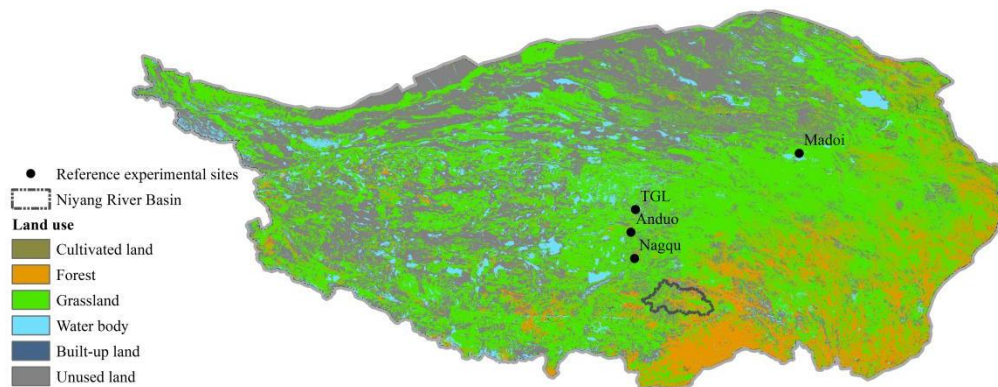 Madoi
TGL
Anduo
Nagqu
Reference experimental sites
Niyang River Basin
Land use
Cultivated land
Forest
Grassland
Water body
Built-up land
Unused land